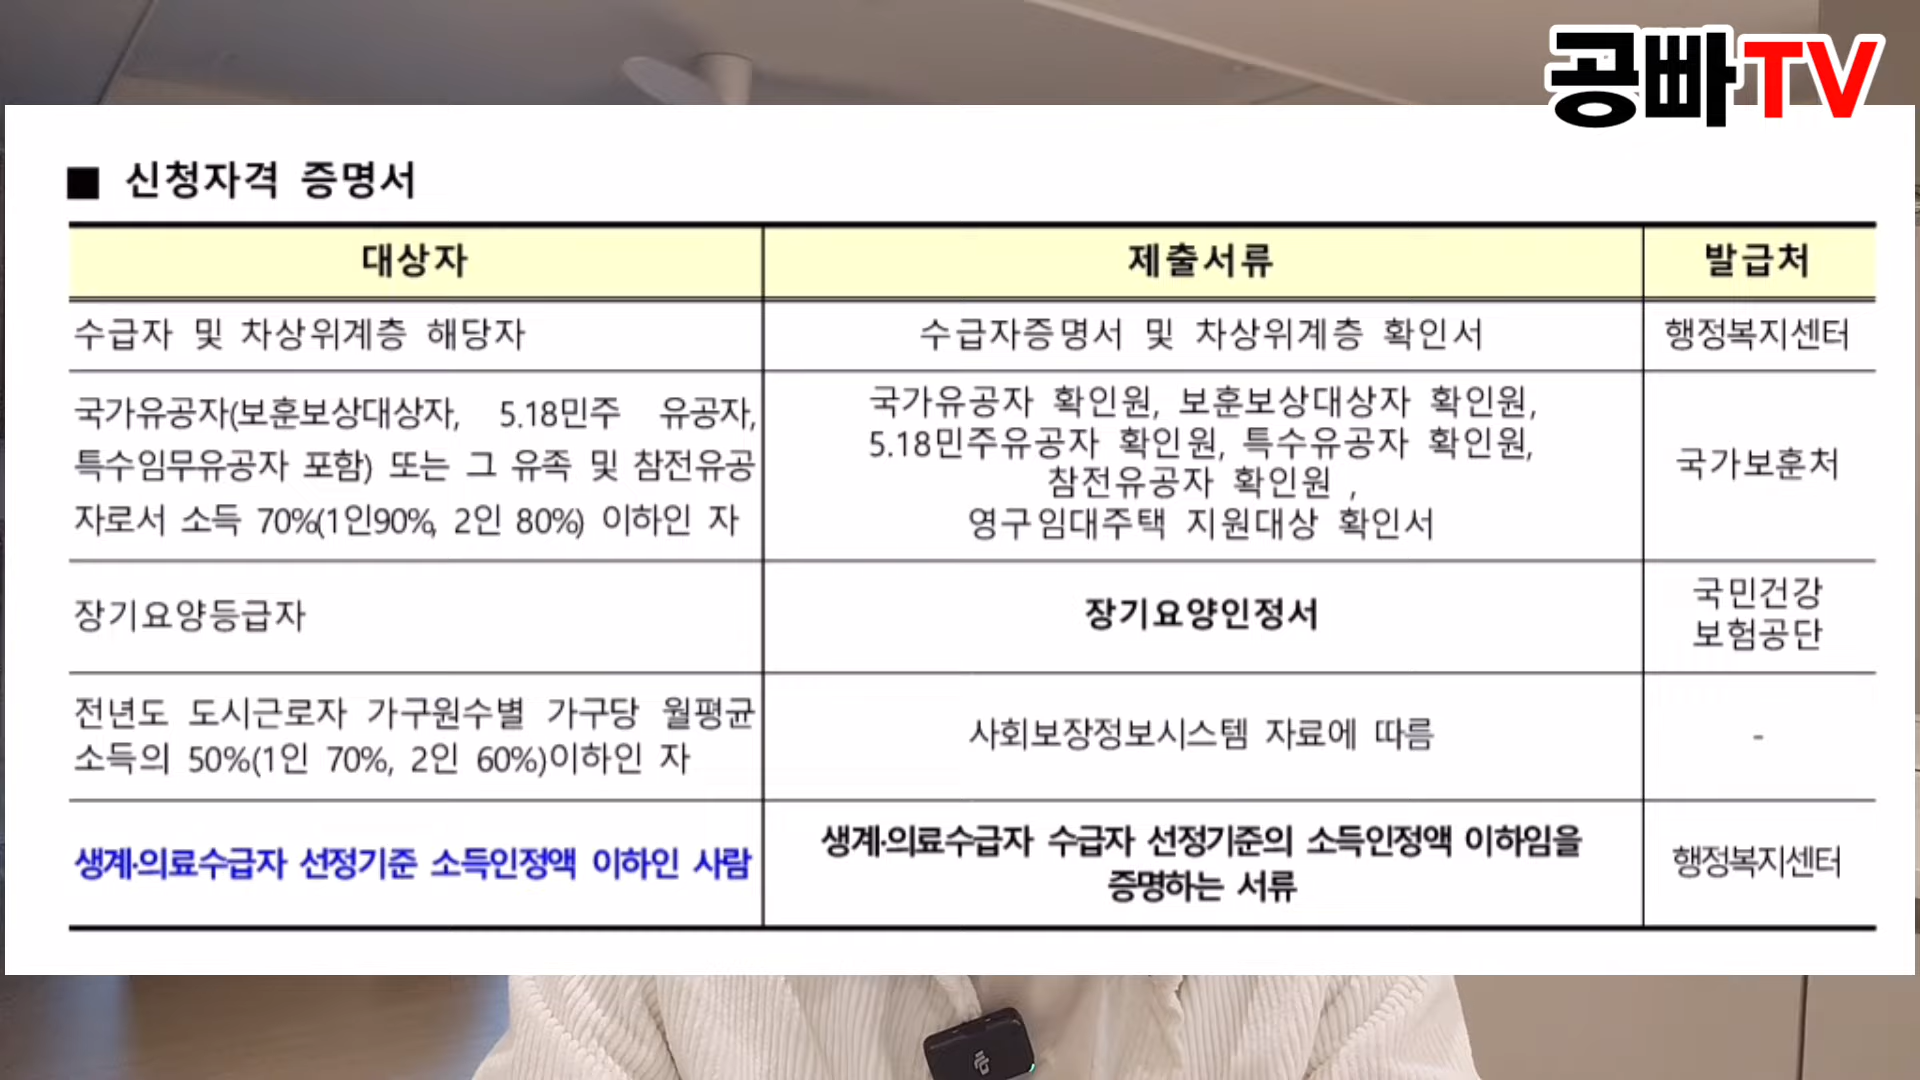 공빠TV
■ 신청자격 증명서
대상자
제출서류
발급처
수급자 및 차상위계층 해당자
수급자증명서 및 차상위계층 확인서
행정복지센터
국가유공자(보훈보상대상자, 5.18민주 유공자,
특수임무유공자 포함) 또는 그 유족 및 참전유공
자로서 소득 70%(1인90%, 2인 80%) 이하인 자
국가유공자 확인원, 보훈보상대상자 확인원,
5.18민주유공자 확인원, 특수유공자 확인원,
참전유공자 확인원 ,
영구임대주택 지원대상 확인서
국가보훈처
장기요양등급자
장기요양인정서
국민건강
보험공단
전년도 도시근로자 가구원수별 가구당 월평균
소득의 50%(1인 70%, 2인 60%)이하인 자
사회보장정보시스템 자료에 따름
-
생계·의료수급자 선정기준 소득인정액 이하인 사람
생계·의료수급자 수급자 선정기준의 소득인정액 이하임을
증명하는 서류
행정복지센터